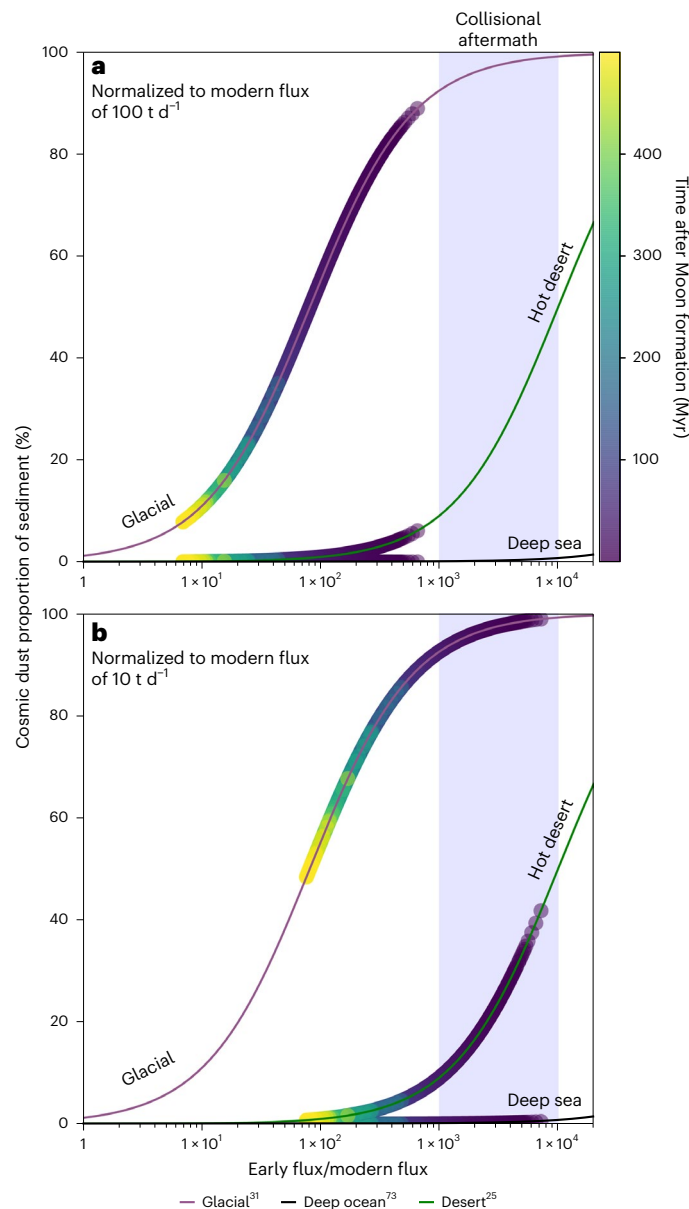 Collisional
aftermath
a
Normalized to modern flux
of 100 t d⁻¹
100
80
60
40
20
0
Glacial
Hot desert
Deep sea
1
1 × 10¹
1 × 10²
1 × 10³
1 × 10⁴
400
300
200
100
Time after Moon formation (Myr)
Cosmic dust proportion of sediment (%)
b
Normalized to modern flux
of 10 t d⁻¹
100
80
60
40
20
0
Glacial
Hot desert
Deep sea
1
1 × 10¹
1 × 10²
1 × 10³
1 × 10⁴
Early flux/modern flux
Glacial³¹ Deep ocean⁷³ Desert²⁵